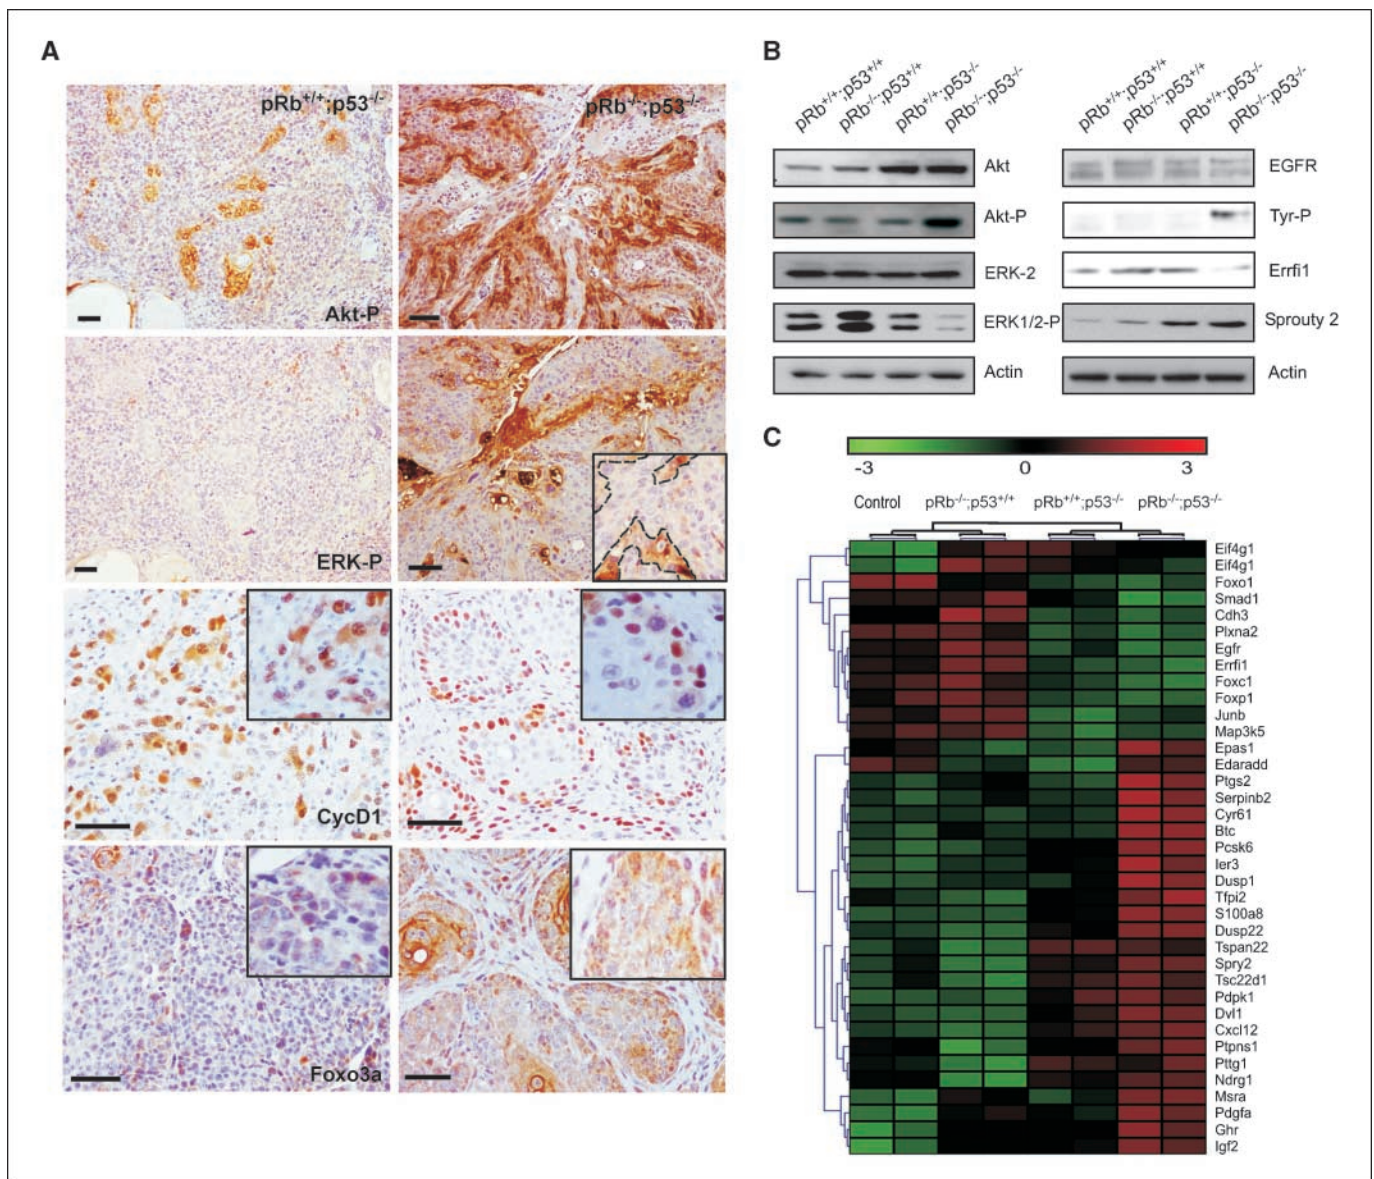 A
pRb+/+;p53-/-
pRb-/-;p53-/-
Akt-P
ERK-P
CycD1
Foxo3a
B
pRb+/+;p53+/+
pRb-/-;p53+/+
pRb+/+;p53-/-
pRb-/-;p53-/-
Akt
Akt-P
ERK-2
ERK1/2-P
Actin
pRb+/+;p53+/+
pRb-/-;p53+/+
pRb+/+;p53-/-
pRb-/-;p53-/-
EGFR
Tyr-P
Errfi1
Sprouty 2
Actin
C
-3 0 3
Control pRb-/-;p53+/+ pRb+/+;p53-/- pRb-/-;p53-/-
Eif4g1
Eif4g1
Foxo1
Smad1
Cdh3
Plxna2
Egfr
Errfi1
Foxc1
Foxp1
Junb
Map3k5
Epas1
Edaradd
Ptgs2
Serpinb2
Cyr61
Btc
Pcsk6
Ier3
Dusp1
Tfpi2
S100a8
Dusp22
Tspan22
Spry2
Tsc22d1
Pdpk1
Dvl1
Cxcl12
Ptpns1
Pttg1
Ndrg1
Msra
Pdgfa
Ghr
Igf2